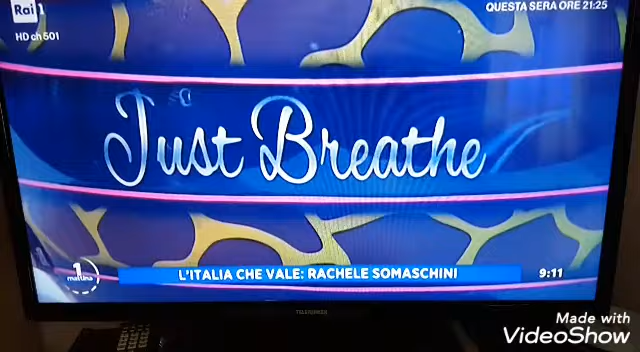 Rai 1
HD ch 501
QUESTA SERA ORE 21:25
Just Breathe
1
mattina
L'ITALIA CHE VALE: RACHELE SOMASCHINI
9:11
TELEFUNKEN
Made with
VideoShow